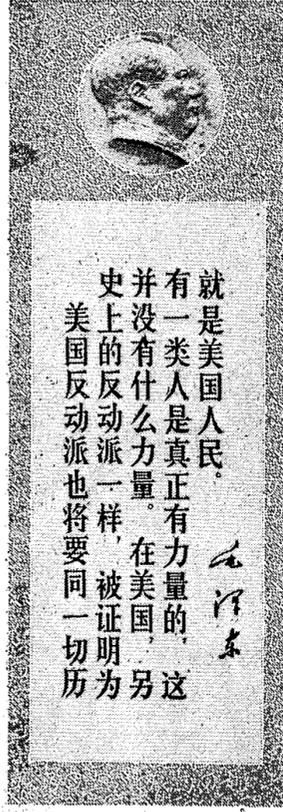 美国反动派也将要同一切历
史上的反动派一样，被证明为
并没有什么力量。在美国，另
有一类人是真正有力量的，这
就是美国人民。
毛泽东